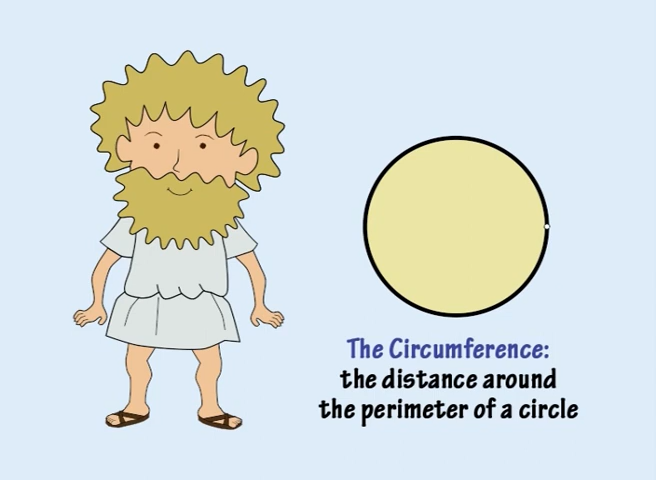 The Circumference:
the distance around
the perimeter of a circle